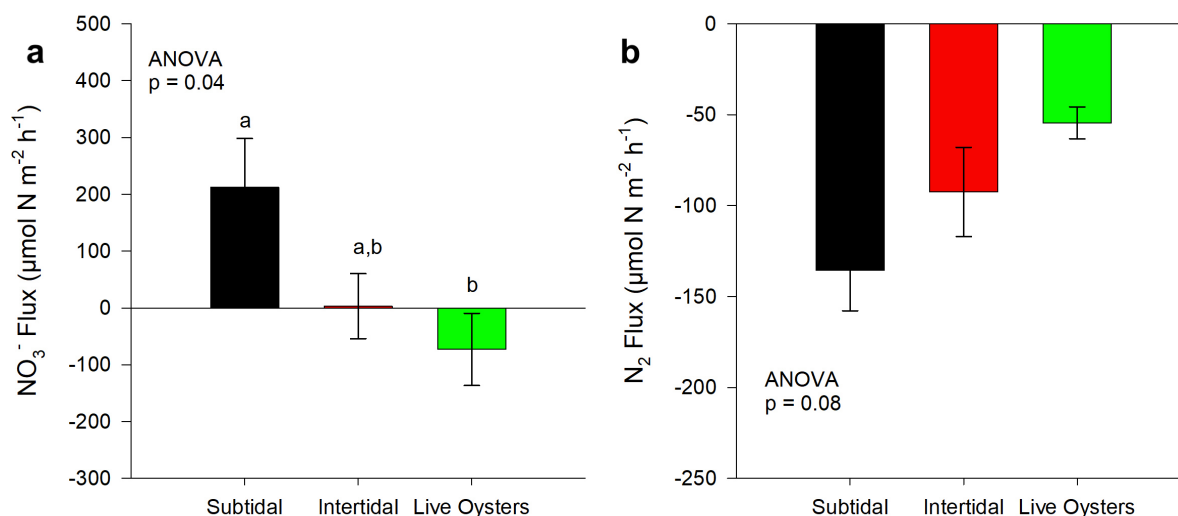 a
ANOVA
p = 0.04
NO₃⁻ Flux (µmol N m⁻² h⁻¹)
500
400
300
200
100
0
-100
-200
-300
a
a,b
b
Subtidal Intertidal Live Oysters
b
N₂ Flux (µmol N m⁻² h⁻¹)
0
-50
-100
-150
-200
-250
ANOVA
p = 0.08
Subtidal Intertidal Live Oysters